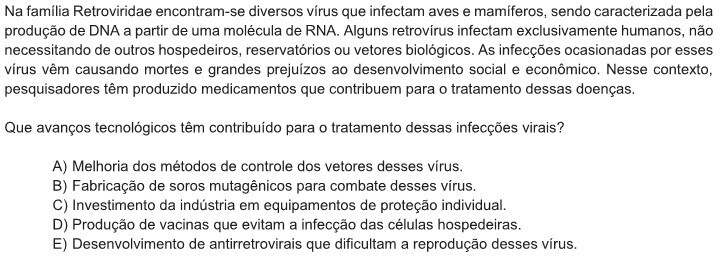 Na família Retroviridae encontram-se diversos vírus que infectam aves e mamíferos, sendo caracterizada pela
produção de DNA a partir de uma molécula de RNA. Alguns retrovírus infectam exclusivamente humanos, não
necessitando de outros hospedeiros, reservatórios ou vetores biológicos. As infecções ocasionadas por esses
vírus vêm causando mortes e grandes prejuízos ao desenvolvimento social e econômico. Nesse contexto,
pesquisadores têm produzido medicamentos que contribuem para o tratamento dessas doenças.
Que avanços tecnológicos têm contribuído para o tratamento dessas infecções virais?
A) Melhoria dos métodos de controle dos vetores desses vírus.
B) Fabricação de soros mutagênicos para combate desses vírus.
C) Investimento da indústria em equipamentos de proteção individual.
D) Produção de vacinas que evitam a infecção das células hospedeiras.
E) Desenvolvimento de antirretrovirais que dificultam a reprodução desses vírus.